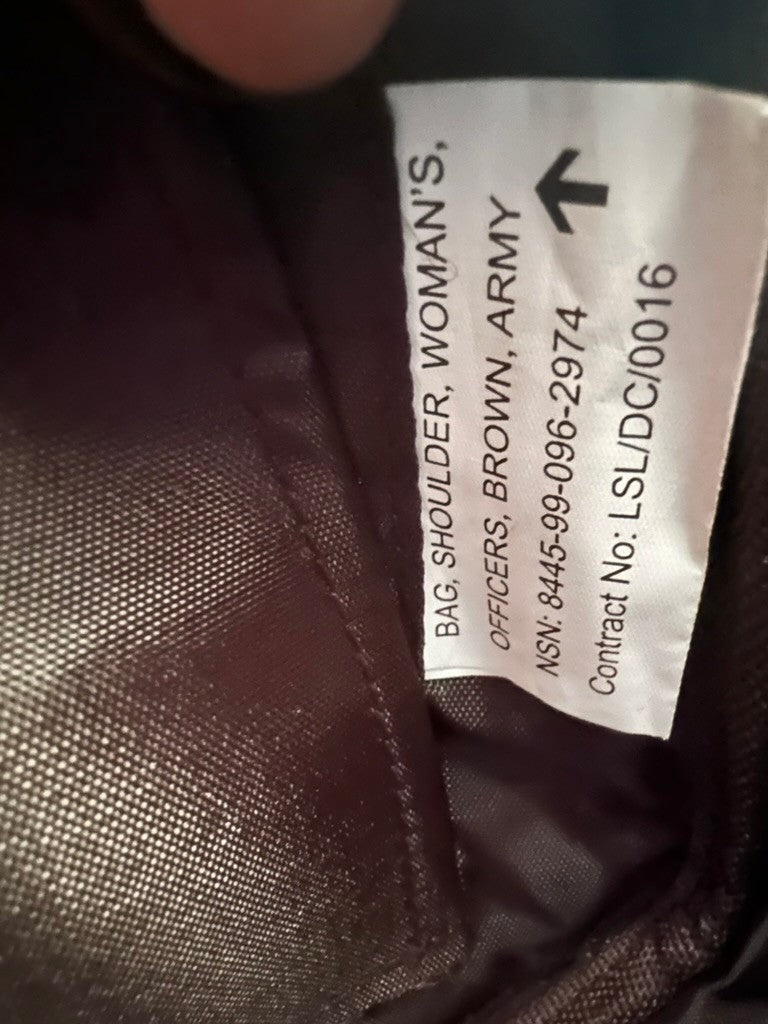 BAG, SHOULDER, WOMAN'S,
OFFICERS, BROWN, ARMY
NSN: 8445-99-096-2974
Contract No: LSL/DC/0016